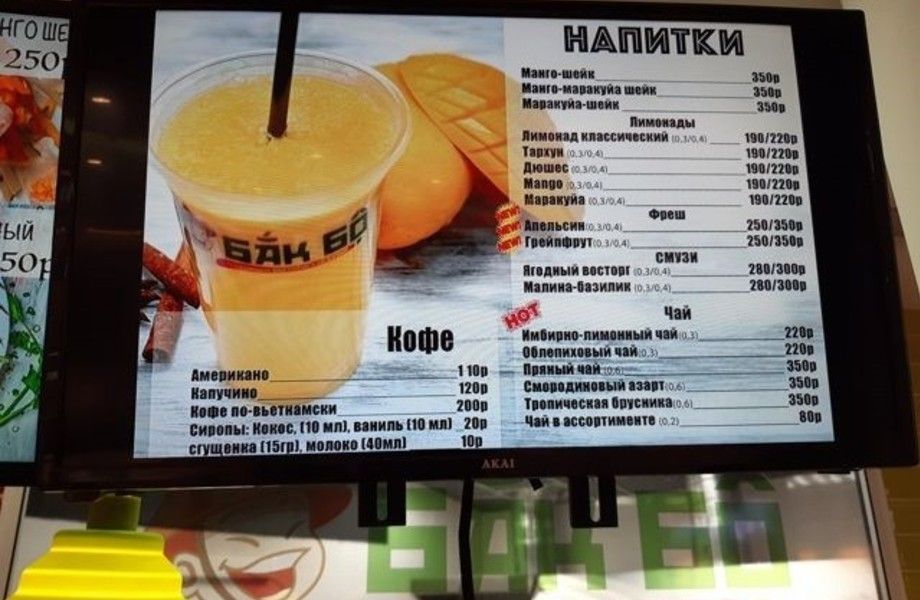 НГО ШЕ
250
ЫЙ
50р
БАК БО
НАПИТКИ
Манго-шейк 350р
Манго-маракуйа шейк 350р
Маракуйа-шейк 350р
Лимонады
Лимонад классический (0,3/0,4) 190/220р
Тархун (0,3/0,4) 190/220р
Дюшес (0,3/0,4) 190/220р
Mango (0,3/0,4) 190/220р
Маракуйа (0,3/0,4) 190/220р
Фреш
NEW
NEW
NEW
Апельсин (0,3/0,4) 250/350р
Грейпфрут (0,3/0,4) 250/350р
СМУЗИ
Ягодный восторг (0,3/0,4) 280/300р
Малина-базилик (0,3/0,4) 280/300р
HOT
Чай
Имбирно-лимонный чай (0,3) 220р
Облепиховый чай (0,3) 220р
Пряный чай (0,6) 350р
Смородиновый азарт (0,6) 350р
Тропическая брусника (0,6) 350р
Чай в ассортименте (0,2) 80р
Кофе
Американо 110р
Капучино 120р
Кофе по-вьетнамски 200р
Сиропы: Кокос, (10 мл), ваниль (10 мл) 20р
сгущенка (15гр), молоко (40мл) 10р
AKAI
БАК БО